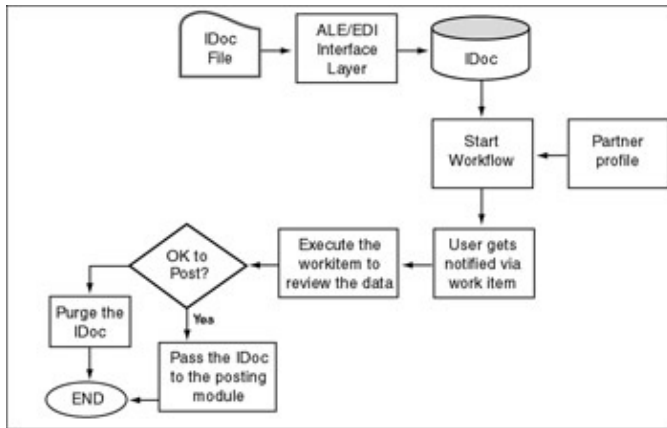 IDoc
File
ALE/EDI
Interface
Layer
IDoc
Start
Workflow
Partner
profile
User gets
notified via
work item
Execute the
workitem to
review the data
OK to
Post?
Purge the
IDoc
Yes
Pass the IDoc
to the posting
module
END